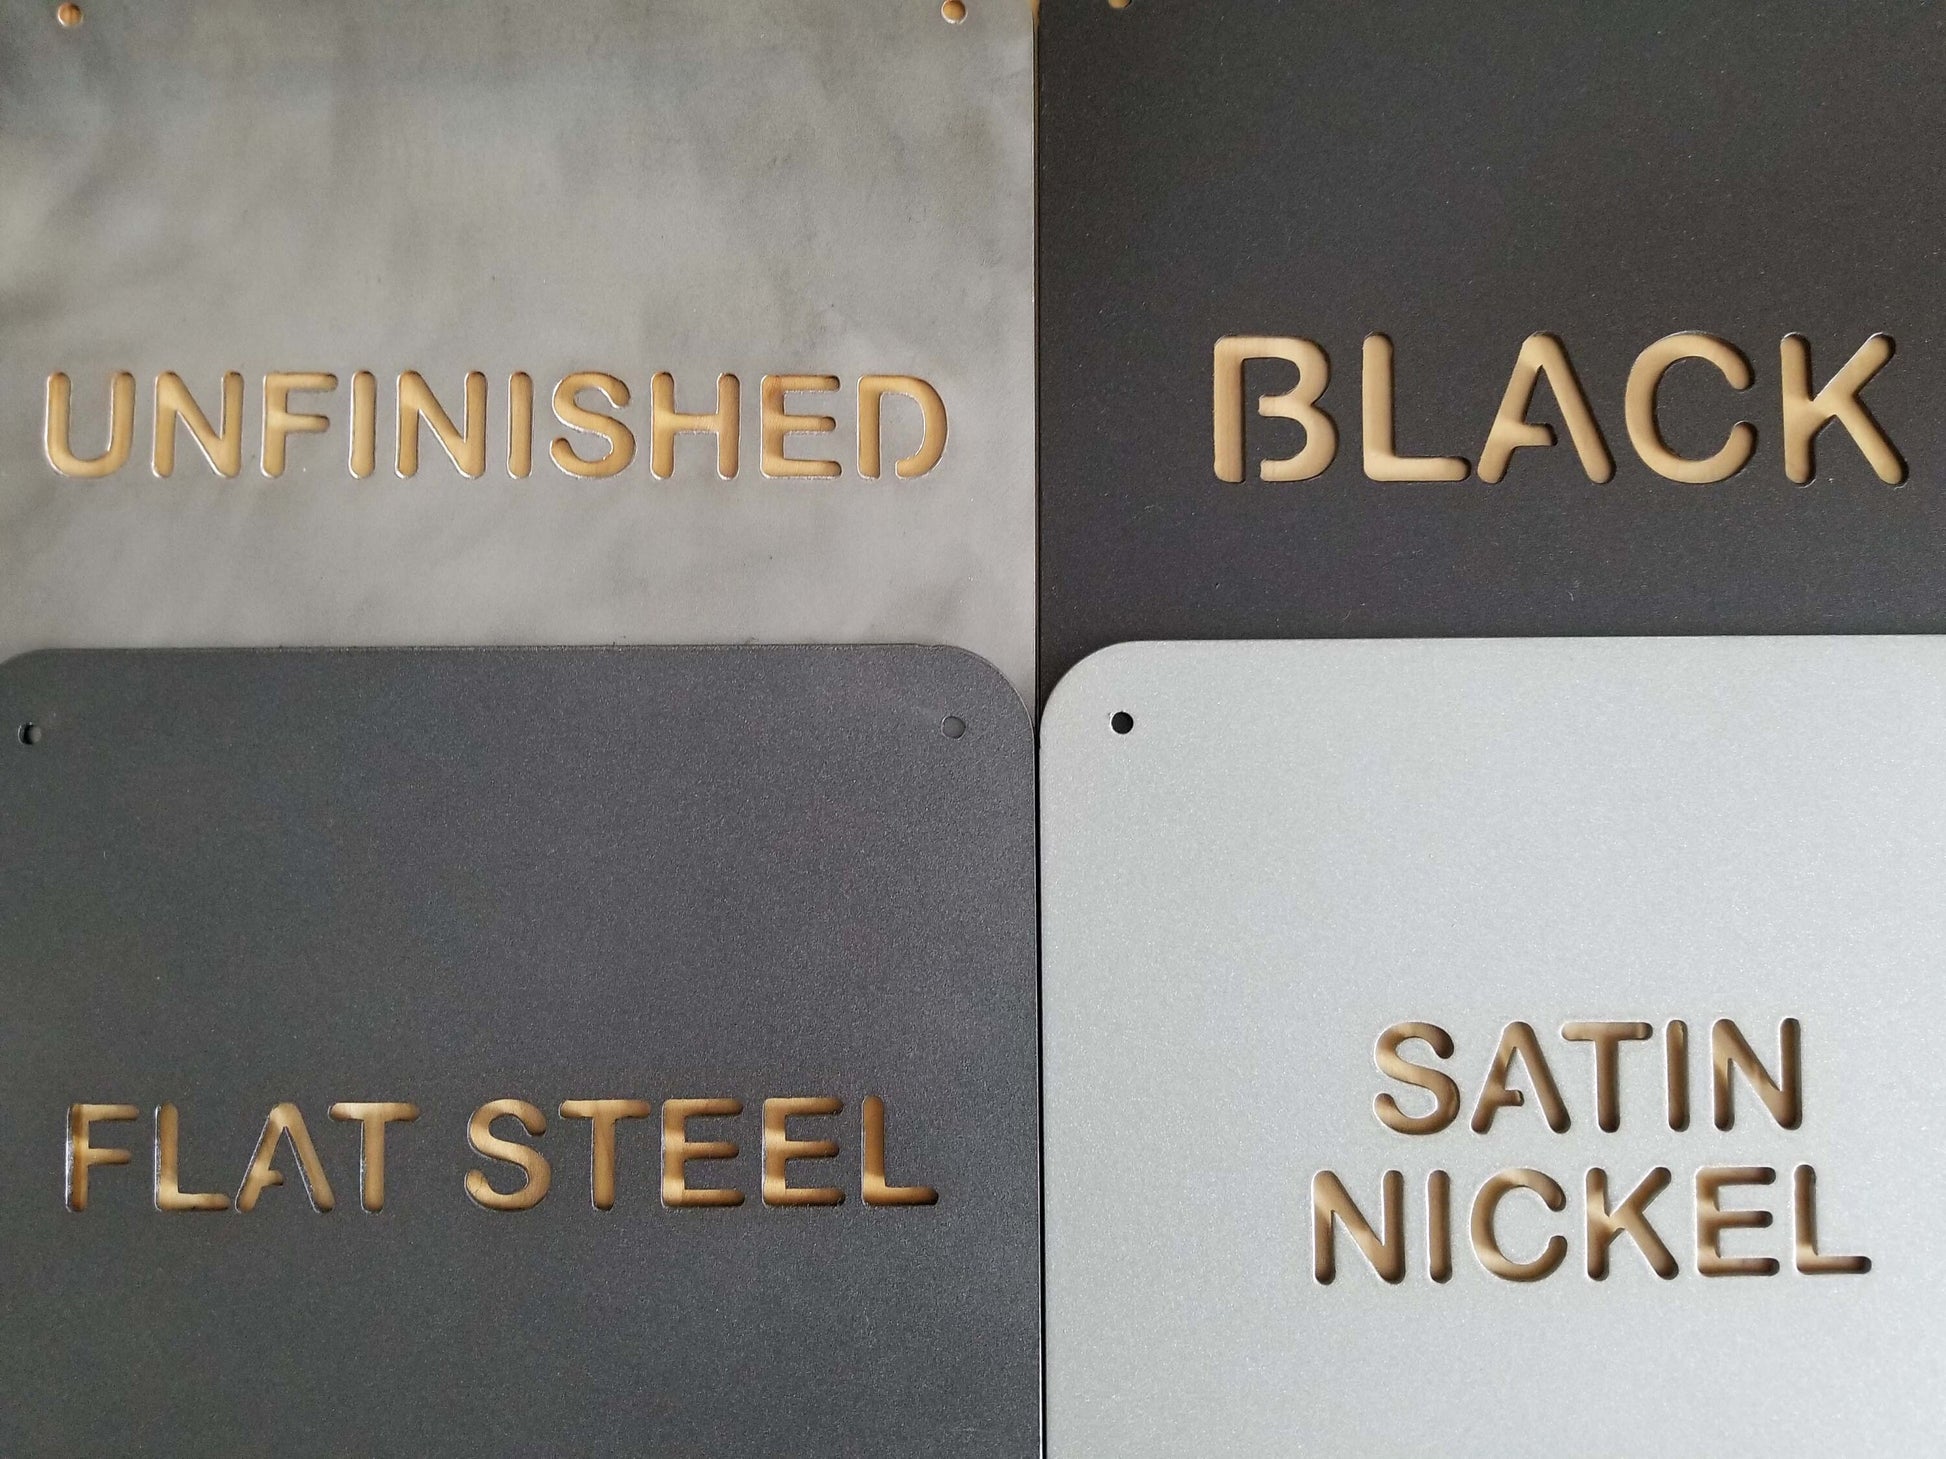 UNFINISHED
BLACK
FLAT STEEL
SATIN
NICKEL